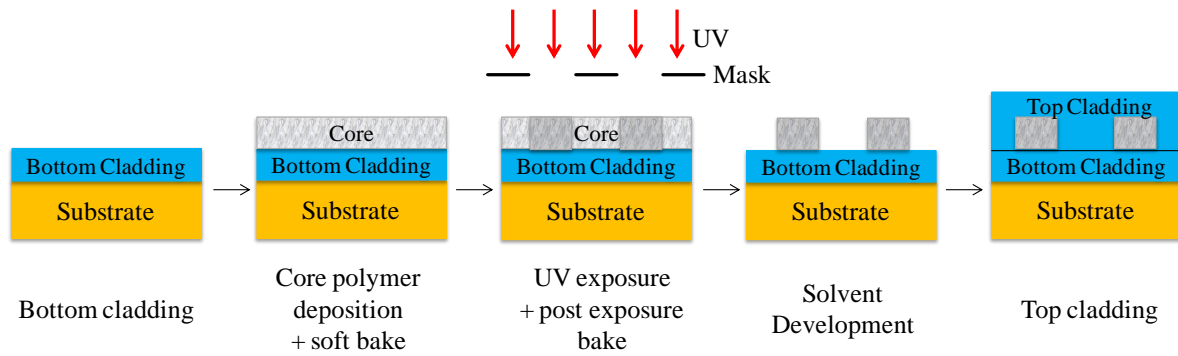 UV
Mask
Core
Bottom Cladding
Substrate
Bottom Cladding
Substrate
Core
Bottom Cladding
Substrate
Bottom Cladding
Substrate
Top Cladding
Bottom Cladding
Substrate
Bottom cladding
Core polymer
deposition
+ soft bake
UV exposure
+ post exposure
bake
Solvent
Development
Top cladding